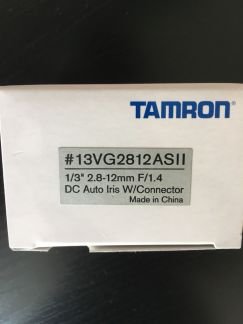 TAMRON®
#13VG2812ASII
1/3" 2.8-12mm F/1.4
DC Auto Iris W/Connector
Made in China